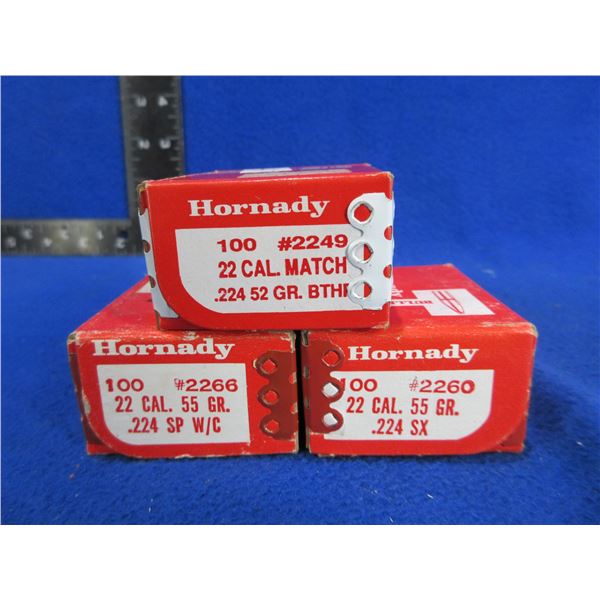 Hornady
100 #2249
22 CAL. MATCH
.224 52 GR. BTHP
Hornady
100 #2266
22 CAL. 55 GR.
.224 SP W/C
Hornady
100 #2260
22 CAL. 55 GR.
.224 SX